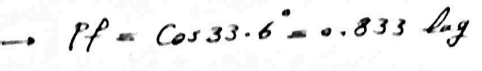 → Pf = Cos 33.6° = 0.833 lag